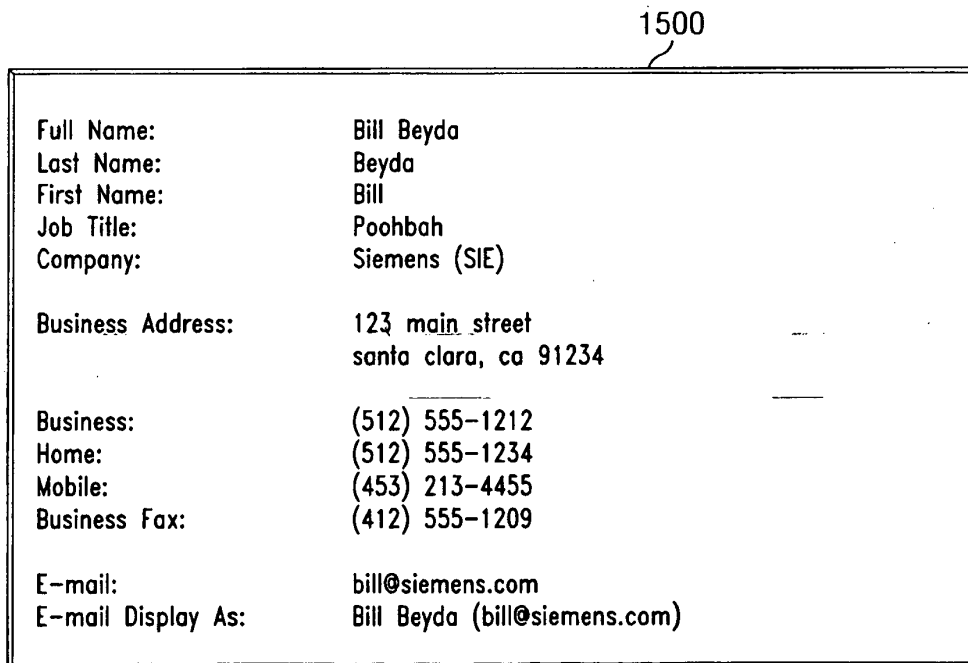 1500
Full Name: Bill Beyda
Last Name: Beyda
First Name: Bill
Job Title: Poohbah
Company: Siemens (SIE)
Business Address: 123 main street
santa clara, ca 91234
Business: (512) 555-1212
Home: (512) 555-1234
Mobile: (453) 213-4455
Business Fax: (412) 555-1209
E-mail: bill@siemens.com
E-mail Display As: Bill Beyda (bill@siemens.com)